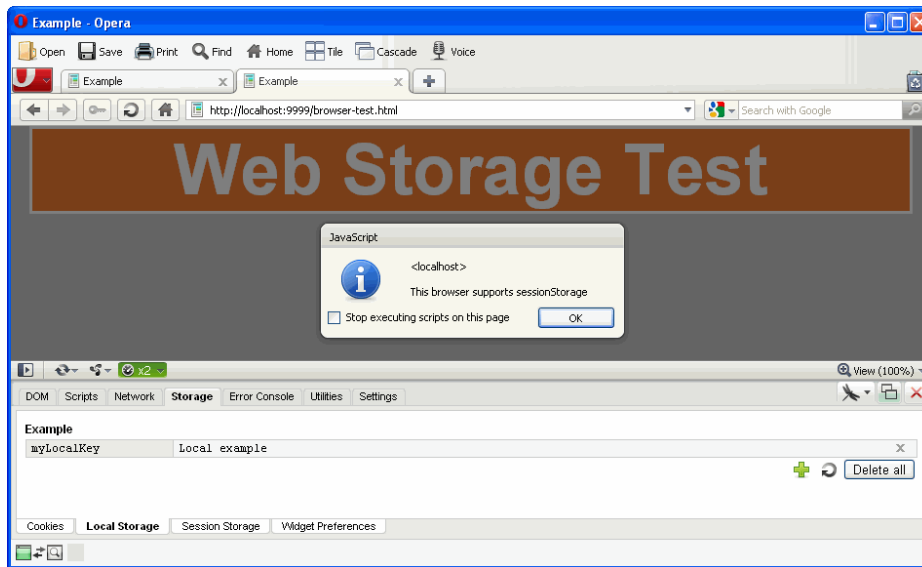 Example - Opera
Open Save Print Find Home Tile Cascade Voice
Example x Example x
http://localhost:9999/browser-test.html Search with Google
Web Storage Test
JavaScript
<localhost>
This browser supports sessionStorage
Stop executing scripts on this page OK
x2 View (100%)
DOM Scripts Network Storage Error Console Utilities Settings
Example
myLocalKey Local example x
Delete all
Cookies Local Storage Session Storage Widget Preferences